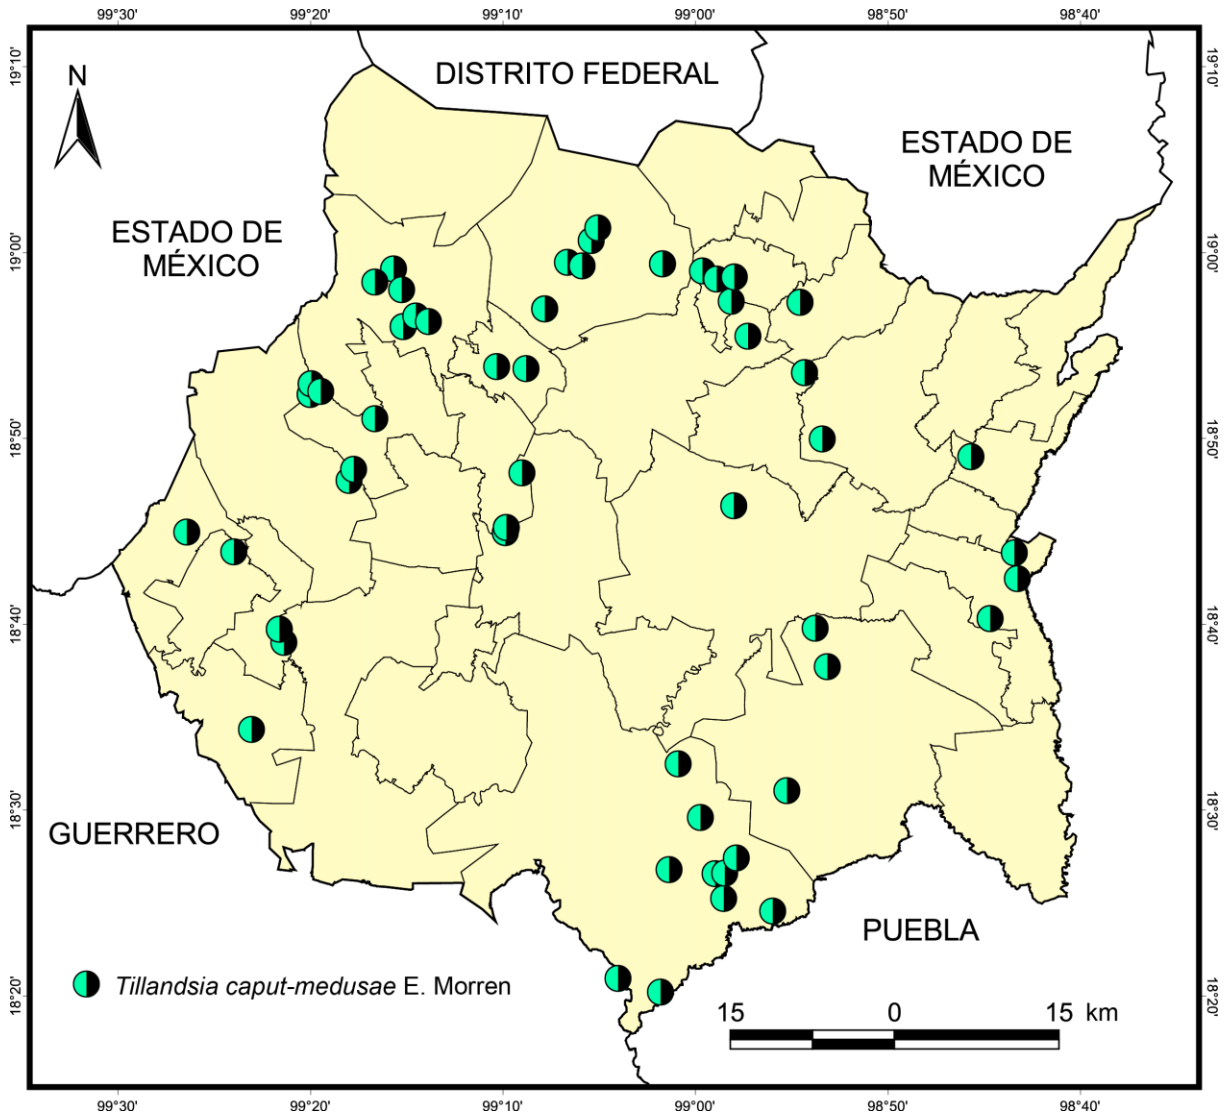 99°30' 99°20' 99°10' 99°00' 98°50' 98°40'
19°10' 19°10'
N
DISTRITO FEDERAL
ESTADO DE
MÉXICO
ESTADO DE
MÉXICO
19°00' 19°00'
18°50' 18°50'
18°40' 18°40'
18°30' 18°30'
GUERRERO
PUEBLA
Tillandsia caput-medusae E. Morren
18°20' 18°20'
15 0 15 km
99°30' 99°20' 99°10' 99°00' 98°50' 98°40'